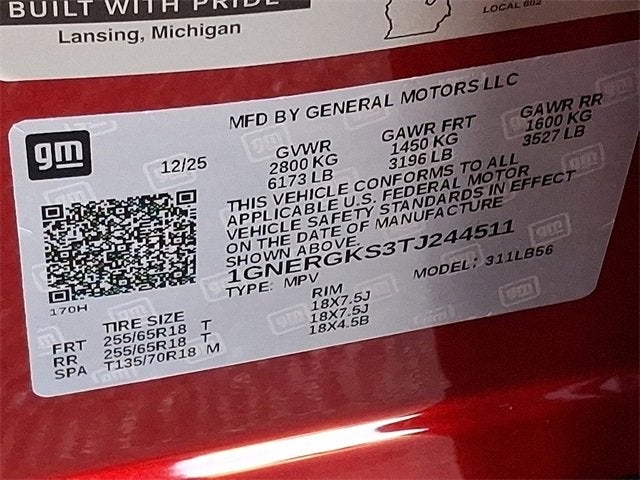 BUILT WITH PRIDE
Lansing, Michigan
LOCAL 602
MFD BY GENERAL MOTORS LLC
gm
12/25
GVWR GAWR FRT GAWR RR
2800 KG 1450 KG 1600 KG
6173 LB 3196 LB 3527 LB
THIS VEHICLE CONFORMS TO ALL
APPLICABLE U.S. FEDERAL MOTOR
VEHICLE SAFETY STANDARDS IN EFFECT
ON THE DATE OF MANUFACTURE
SHOWN ABOVE.
1GNERGKS3TJ244511
TYPE: MPV MODEL: 311LB56
170H
TIRE SIZE RIM
FRT 255/65R18 T 18X7.5J
RR 255/65R18 T 18X7.5J
SPA T135/70R18 M 18X4.5B